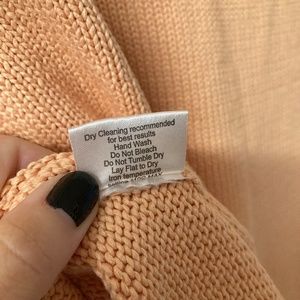 Dry Cleaning recommended
for best results
Hand Wash
Do Not Bleach
Do Not Tumble Dry
Lay Flat to Dry
Iron temperature